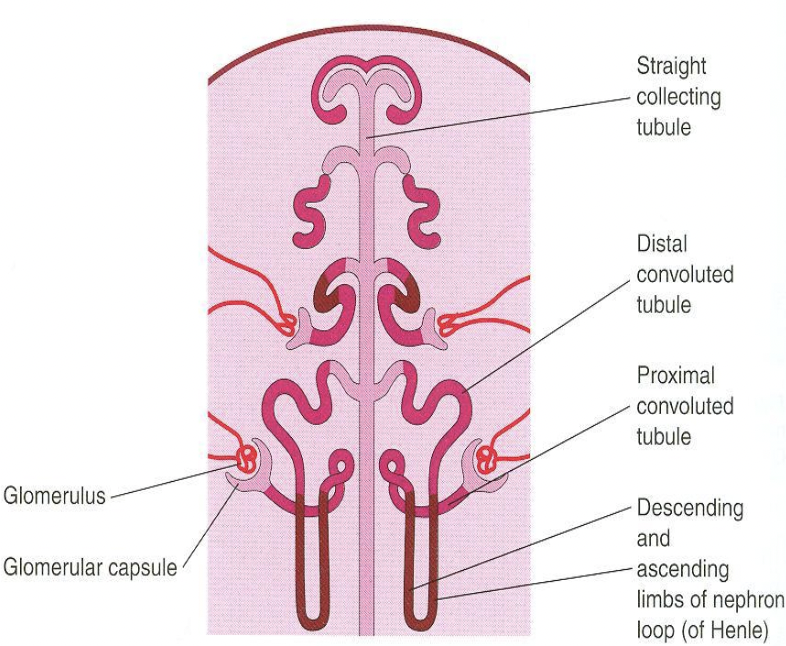 Straight
collecting
tubule
Distal
convoluted
tubule
Proximal
convoluted
tubule
Glomerulus
Glomerular capsule
Descending
and
ascending
limbs of nephron
loop (of Henle)